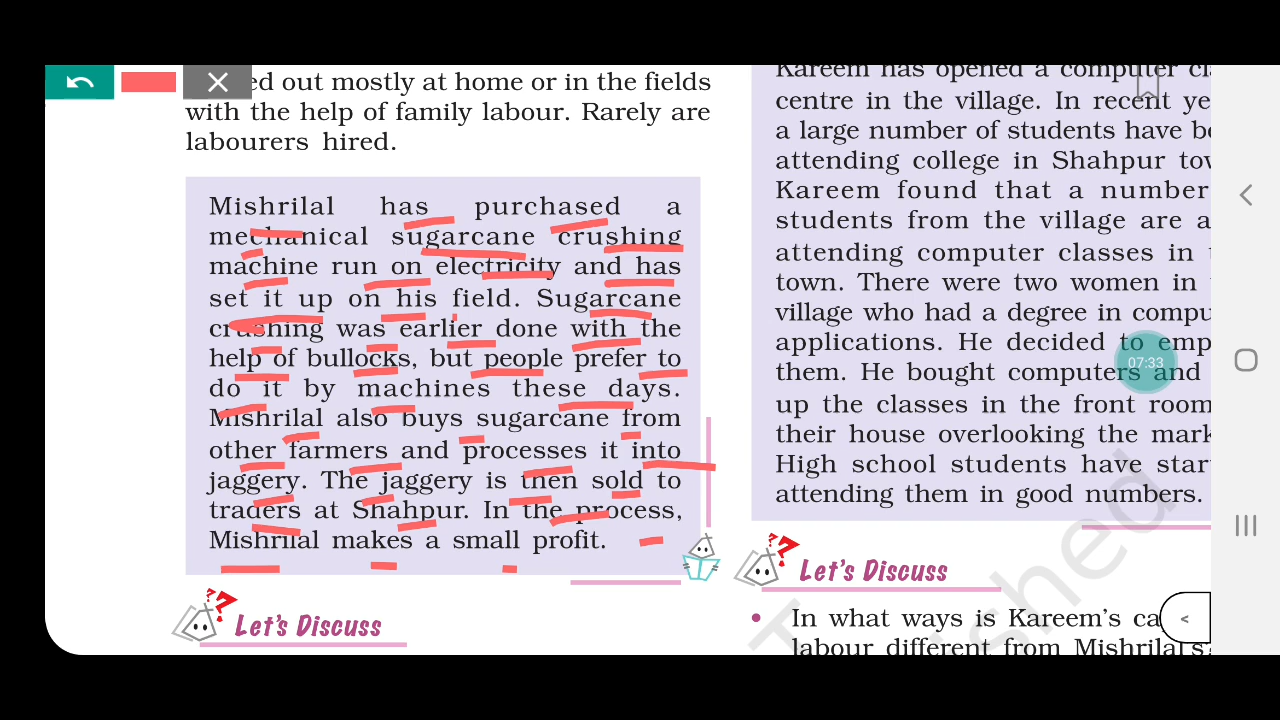 ed out mostly at home or in the fields
with the help of family labour. Rarely are
labourers hired.
Mishrilal has purchased a
mechanical sugarcane crushing
machine run on electricity and has
set it up on his field. Sugarcane
crushing was earlier done with the
help of bullocks, but people prefer to
do it by machines these days.
Mishrilal also buys sugarcane from
other farmers and processes it into
jaggery. The jaggery is then sold to
traders at Shahpur. In the process,
Mishrilal makes a small profit.
Let's Discuss
Kareem has opened a computer
centre in the village. In recent
a large number of students have
attending college in Shahpur
Kareem found that a number
students from the village are
attending computer classes in
town. There were two women in
village who had a degree in
applications. He decided to
them. He bought computers and
up the classes in the front room
their house overlooking the
High school students have
attending them in good numbers.
Let's Discuss
• In what ways is Kareem's
labour different from Mishrilal's?
07:33
<